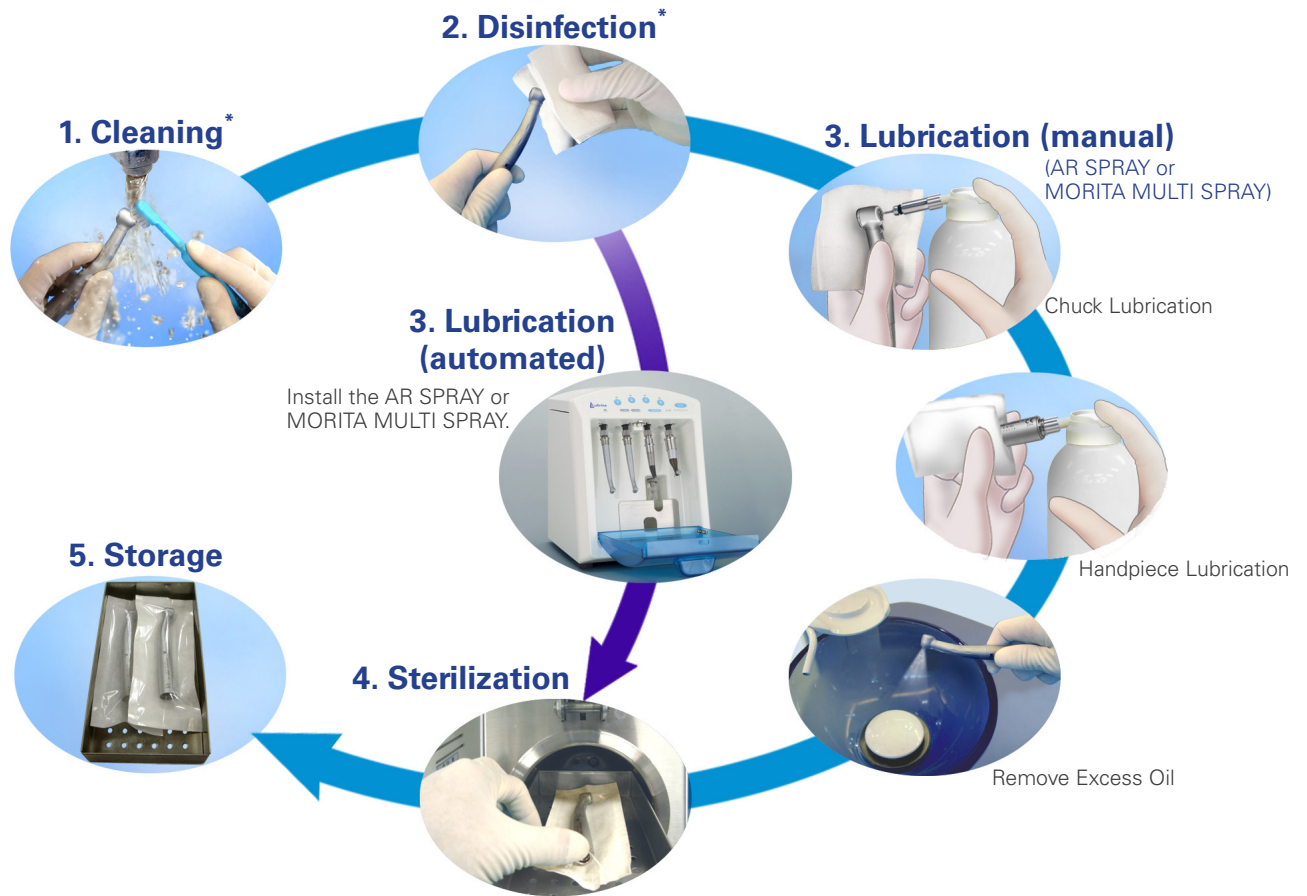 2. Disinfection*
1. Cleaning*
3. Lubrication (manual)
(AR SPRAY or
MORITA MULTI SPRAY)
Chuck Lubrication
3. Lubrication
(automated)
Install the AR SPRAY or
MORITA MULTI SPRAY.
Handpiece Lubrication
5. Storage
4. Sterilization
Remove Excess Oil